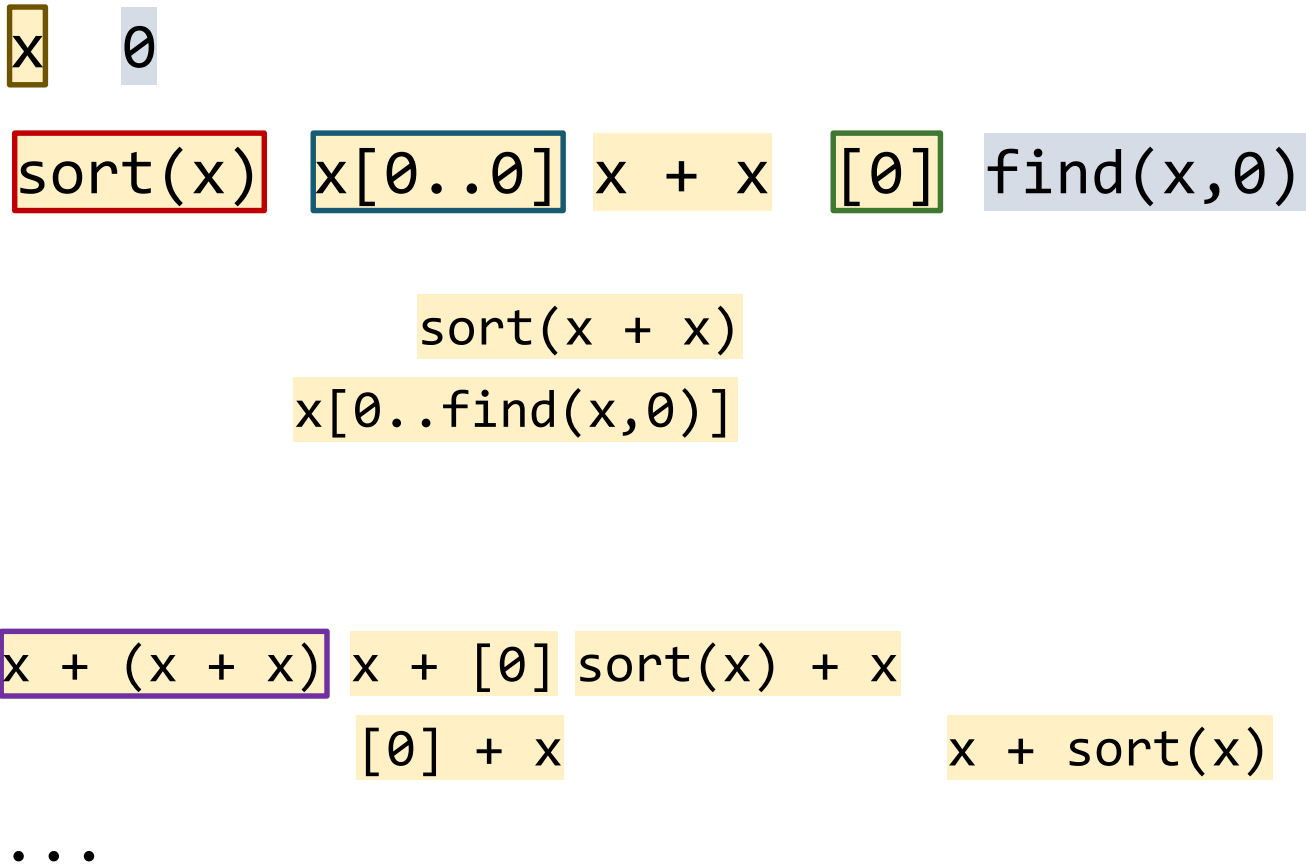 x 0
sort(x) x[0..0] x + x [0] find(x,0)
sort(x + x)
x[0..find(x,0)]
x + (x + x) x + [0] sort(x) + x
[0] + x x + sort(x)
...